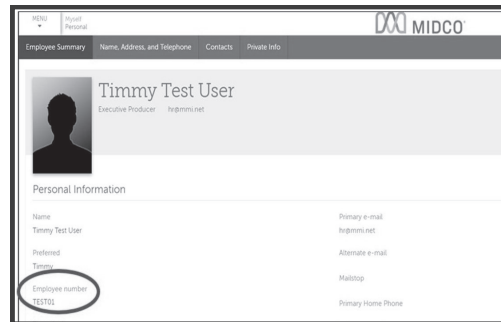 MENU
Myself
Personal
MIDCO
Employee Summary Name, Address, and Telephone Contacts Private Info
Timmy Test User
Executive Producer hr@mmi.net
Personal Information
Name
Timmy Test User
Preferred
Timmy
Employee number
TEST01
Primary e-mail
hr@mmi.net
Alternate e-mail
Mailstop
Primary Home Phone